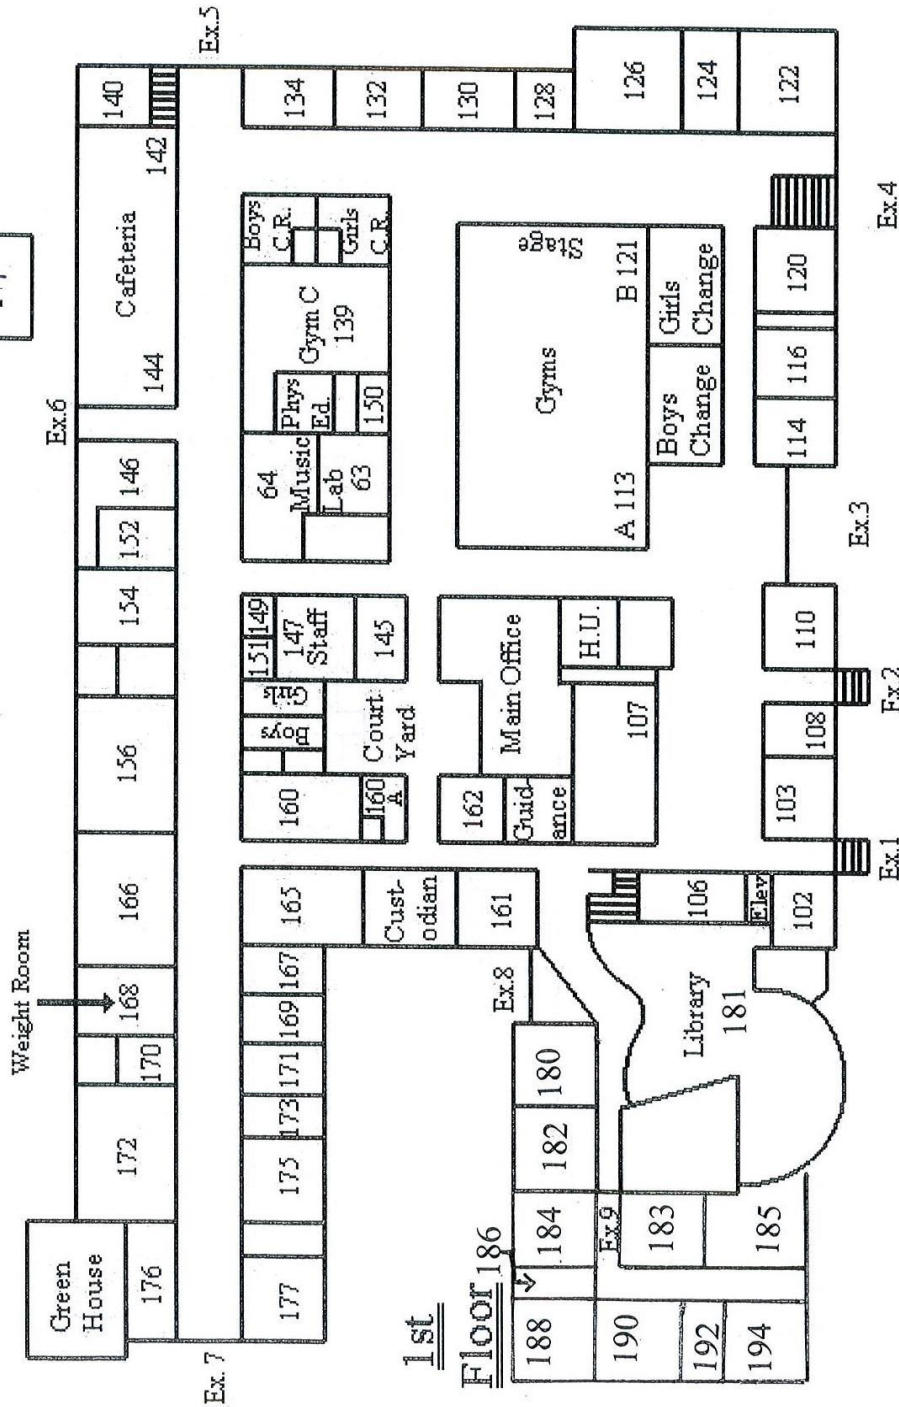 Ex.5
140
142
Cafeteria
144
Ex.6
146
152
154
156
166
Weight Room
168
170
172
Green
House
176
Ex. 7
134
132
130
128
126
124
122
Boys
C.R.
Girls
C.R.
Gym C
139
Phys
Ed.
150
64
Music
Lab
63
149
151
147
Staff
145
Girls
Boys
Court
Yard
160
160
A
165
Cust-
odian
161
167
169
171
173
175
177
Stage
Gyms
B 121
A 113
Girls
Change
Boys
Change
Main Office
H.U.
107
162
Guid-
ance
Ex.4
120
116
114
Ex.3
110
Ex.2
108
103
Ex.1
106
Elev
102
Library
181
Ex.8
180
182
184
186
188
190
192
194
Ex.9
183
185
1st
Floor